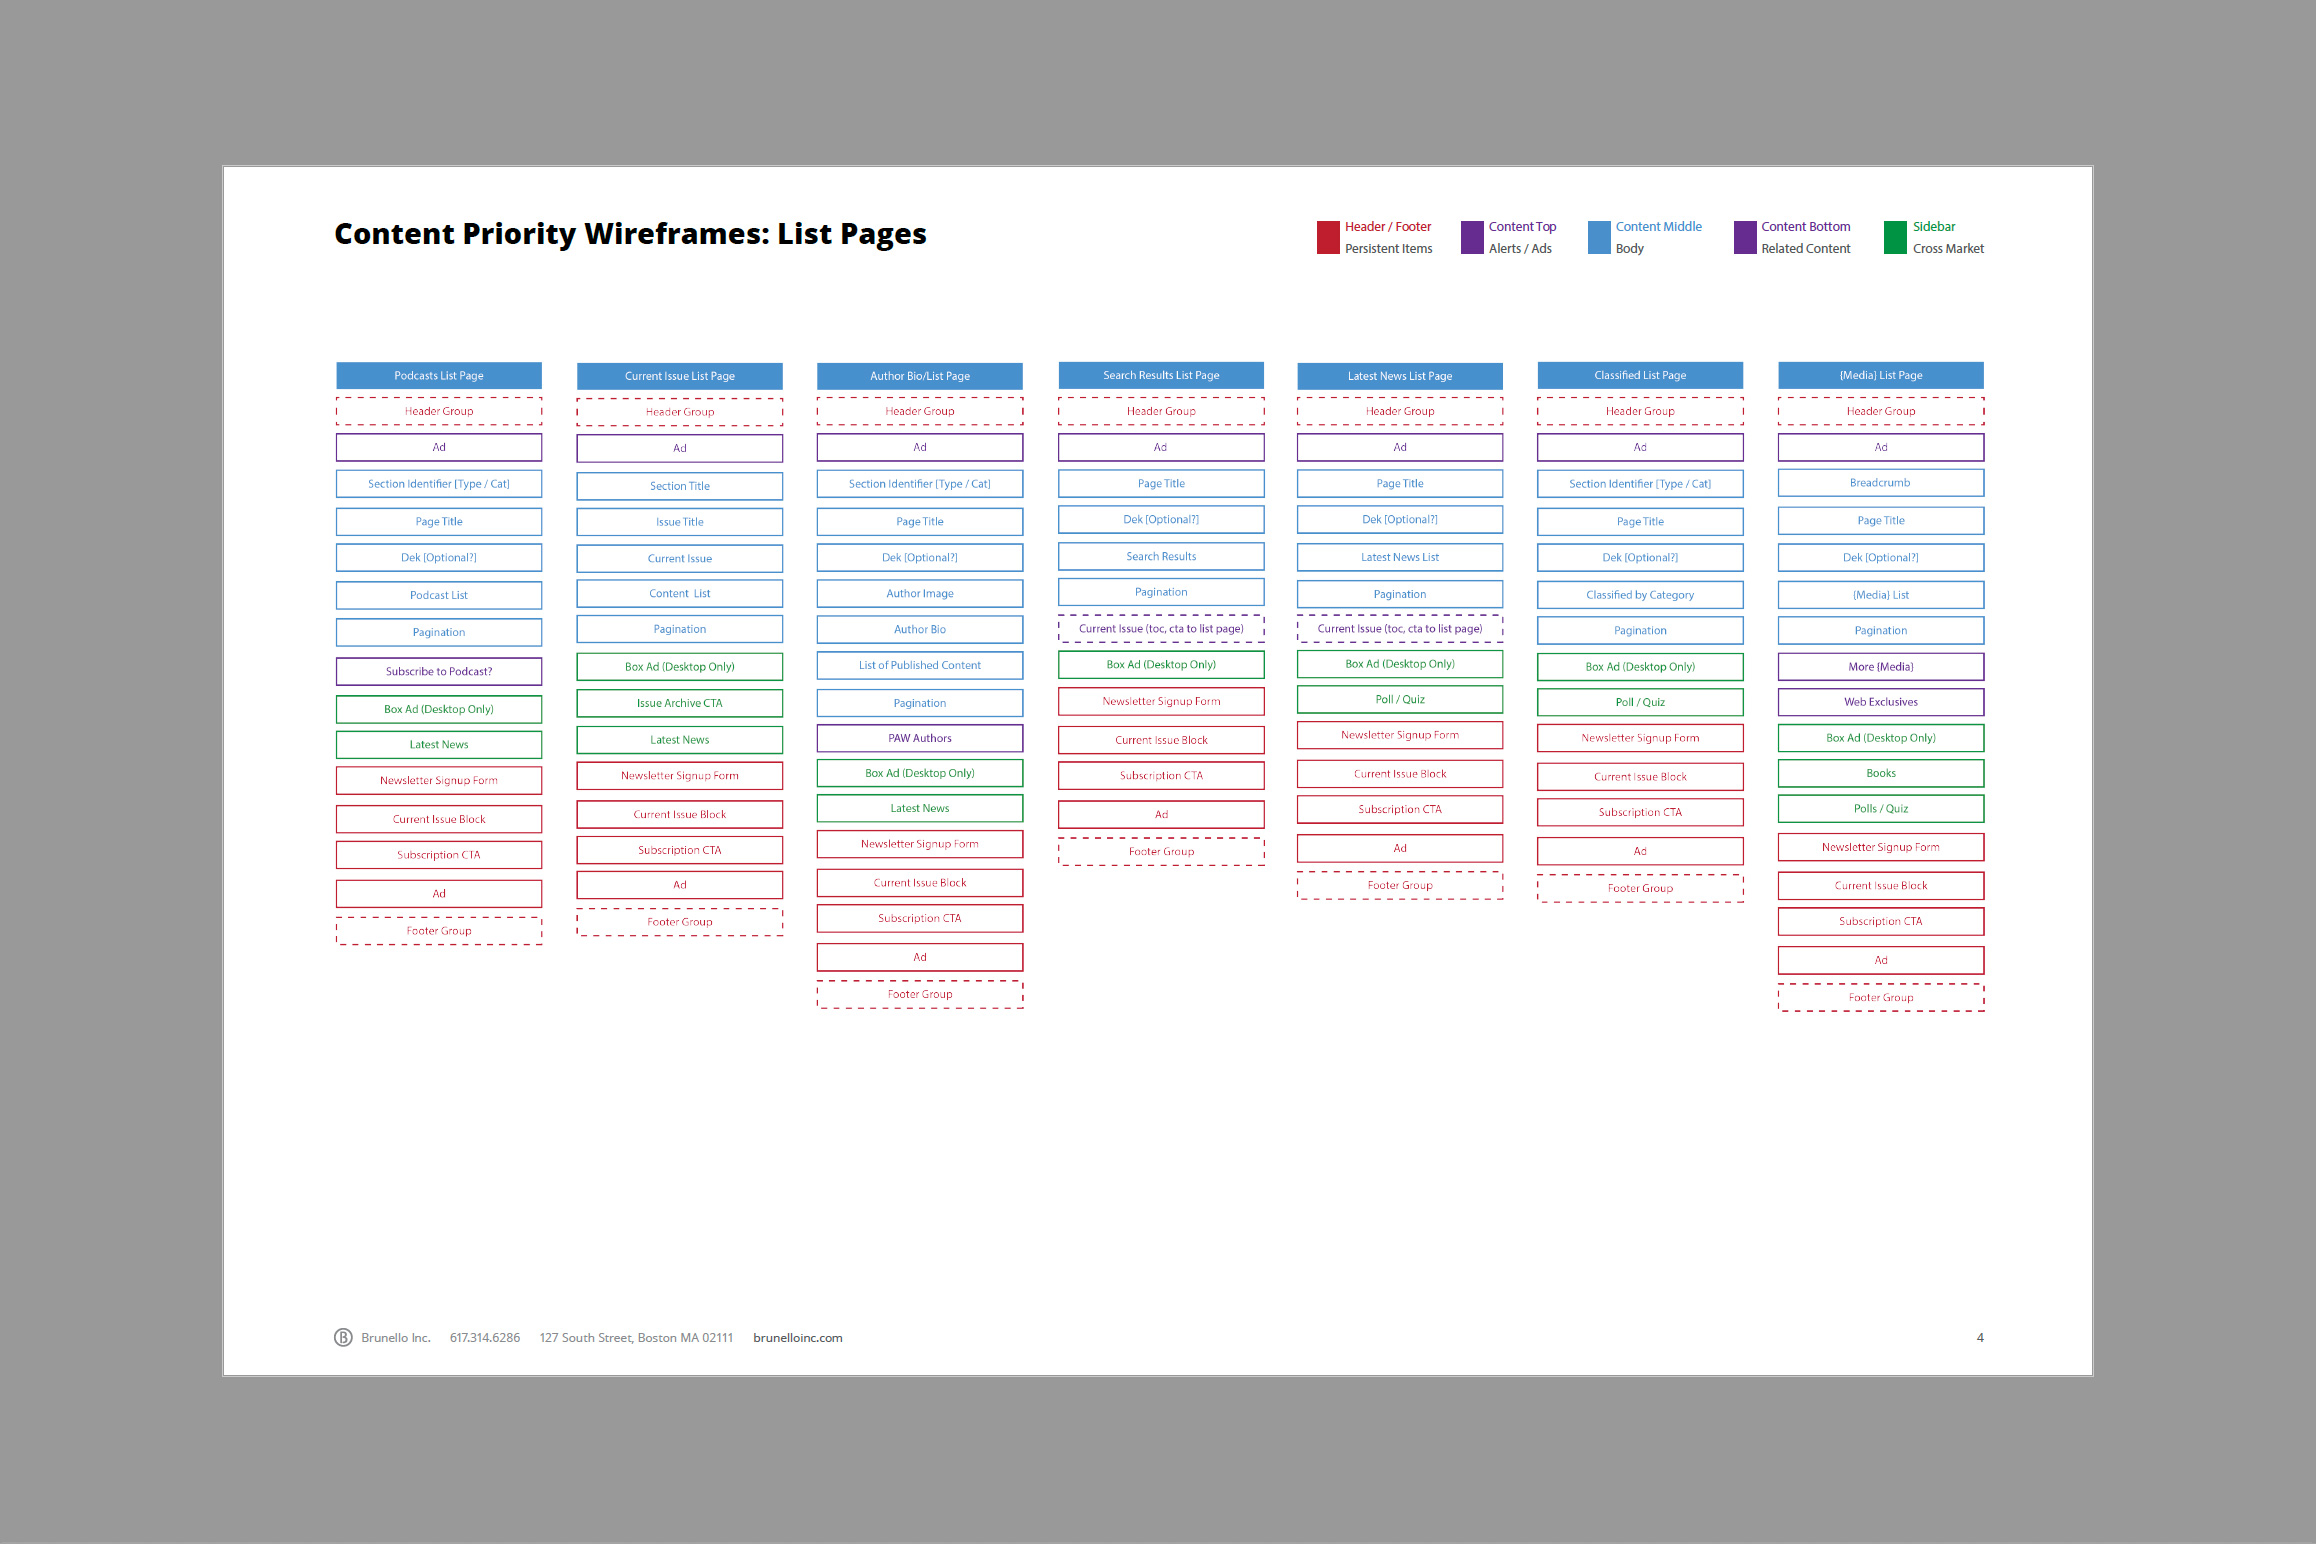 Content Priority Wireframes: List Pages
Header / Footer
Persistent Items
Content Top
Alerts / Ads
Content Middle
Body
Content Bottom
Related Content
Sidebar
Cross Market
Podcasts List Page
Header Group
Ad
Section Identifier [Type / Cat]
Page Title
Dek [Optional?]
Podcast List
Pagination
Subscribe to Podcast?
Box Ad (Desktop Only)
Latest News
Newsletter Signup Form
Current Issue Block
Subscription CTA
Ad
Footer Group
Current Issue List Page
Header Group
Ad
Section Title
Issue Title
Current Issue
Content List
Pagination
Box Ad (Desktop Only)
Issue Archive CTA
Latest News
Newsletter Signup Form
Current Issue Block
Subscription CTA
Ad
Footer Group
Author Bio/List Page
Header Group
Ad
Section Identifier [Type / Cat]
Page Title
Dek [Optional?]
Author Image
Author Bio
List of Published Content
Pagination
PAW Authors
Box Ad (Desktop Only)
Latest News
Newsletter Signup Form
Current Issue Block
Subscription CTA
Ad
Footer Group
Search Results List Page
Header Group
Ad
Page Title
Dek [Optional?]
Search Results
Pagination
Current Issue (toc, cta to list page)
Box Ad (Desktop Only)
Newsletter Signup Form
Current Issue Block
Subscription CTA
Ad
Footer Group
Latest News List Page
Header Group
Ad
Page Title
Dek [Optional?]
Latest News List
Pagination
Current Issue (toc, cta to list page)
Box Ad (Desktop Only)
Poll / Quiz
Newsletter Signup Form
Current Issue Block
Subscription CTA
Ad
Footer Group
Classified List Page
Header Group
Ad
Section Identifier [Type / Cat]
Page Title
Dek [Optional?]
Classified by Category
Pagination
Box Ad (Desktop Only)
Poll / Quiz
Newsletter Signup Form
Current Issue Block
Subscription CTA
Ad
Footer Group
{Media} List Page
Header Group
Ad
Breadcrumb
Page Title
Dek [Optional?]
{Media} List
Pagination
More {Media}
Web Exclusives
Box Ad (Desktop Only)
Books
Polls / Quiz
Newsletter Signup Form
Current Issue Block
Subscription CTA
Ad
Footer Group
B Brunello Inc. 617.314.6286 127 South Street, Boston MA 02111 brunelloinc.com
4